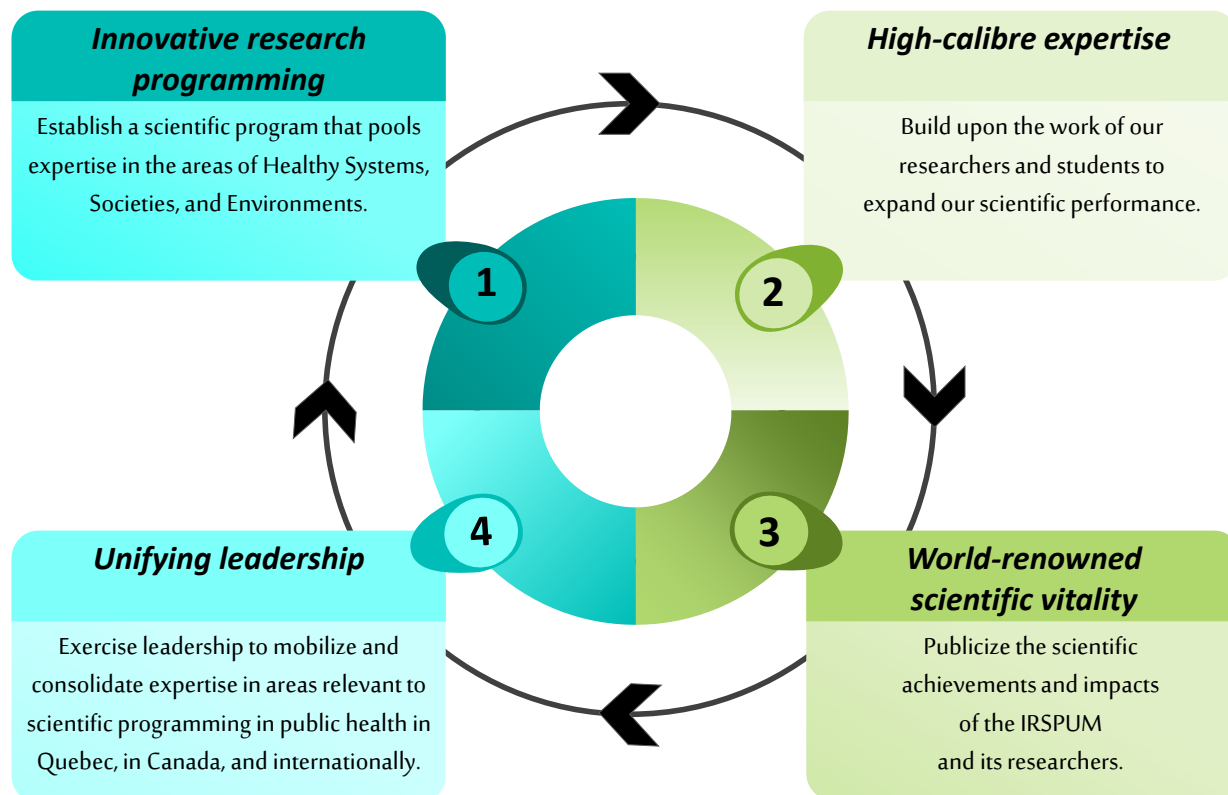 Innovative research
programming
Establish a scientific program that pools
expertise in the areas of Healthy Systems,
Societies, and Environments.
1
High-calibre expertise
Build upon the work of our
researchers and students to
expand our scientific performance.
2
3
World-renowned
scientific vitality
Publicize the scientific
achievements and impacts
of the IRSPUM
and its researchers.
4
Unifying leadership
Exercise leadership to mobilize and
consolidate expertise in areas relevant to
scientific programming in public health in
Quebec, in Canada, and internationally.